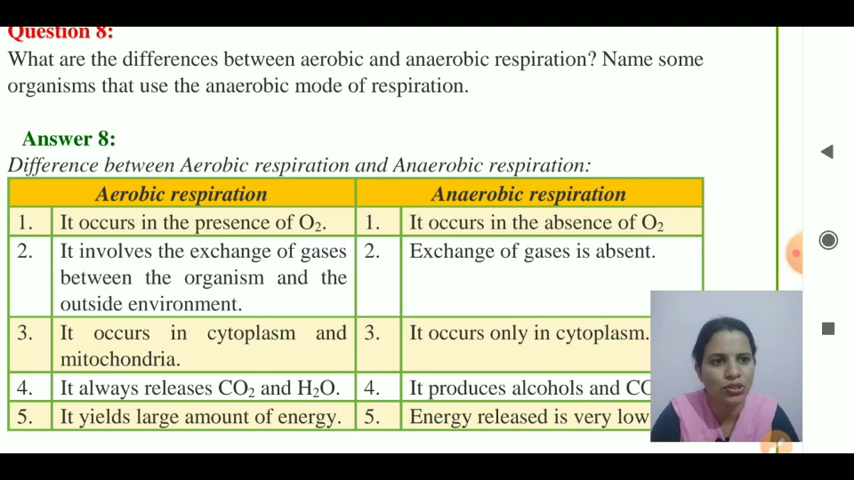 Question 8:
What are the differences between aerobic and anaerobic respiration? Name some
organisms that use the anaerobic mode of respiration.
Answer 8:
Difference between Aerobic respiration and Anaerobic respiration:
Aerobic respiration Anaerobic respiration
1. It occurs in the presence of O₂. 1. It occurs in the absence of O₂
2. It involves the exchange of gases 2. Exchange of gases is absent.
between the organism and the
outside environment.
3. It occurs in cytoplasm and 3. It occurs only in cytoplasm.
mitochondria.
4. It always releases CO₂ and H₂O. 4. It produces alcohols and
5. It yields large amount of energy. 5. Energy released is very low